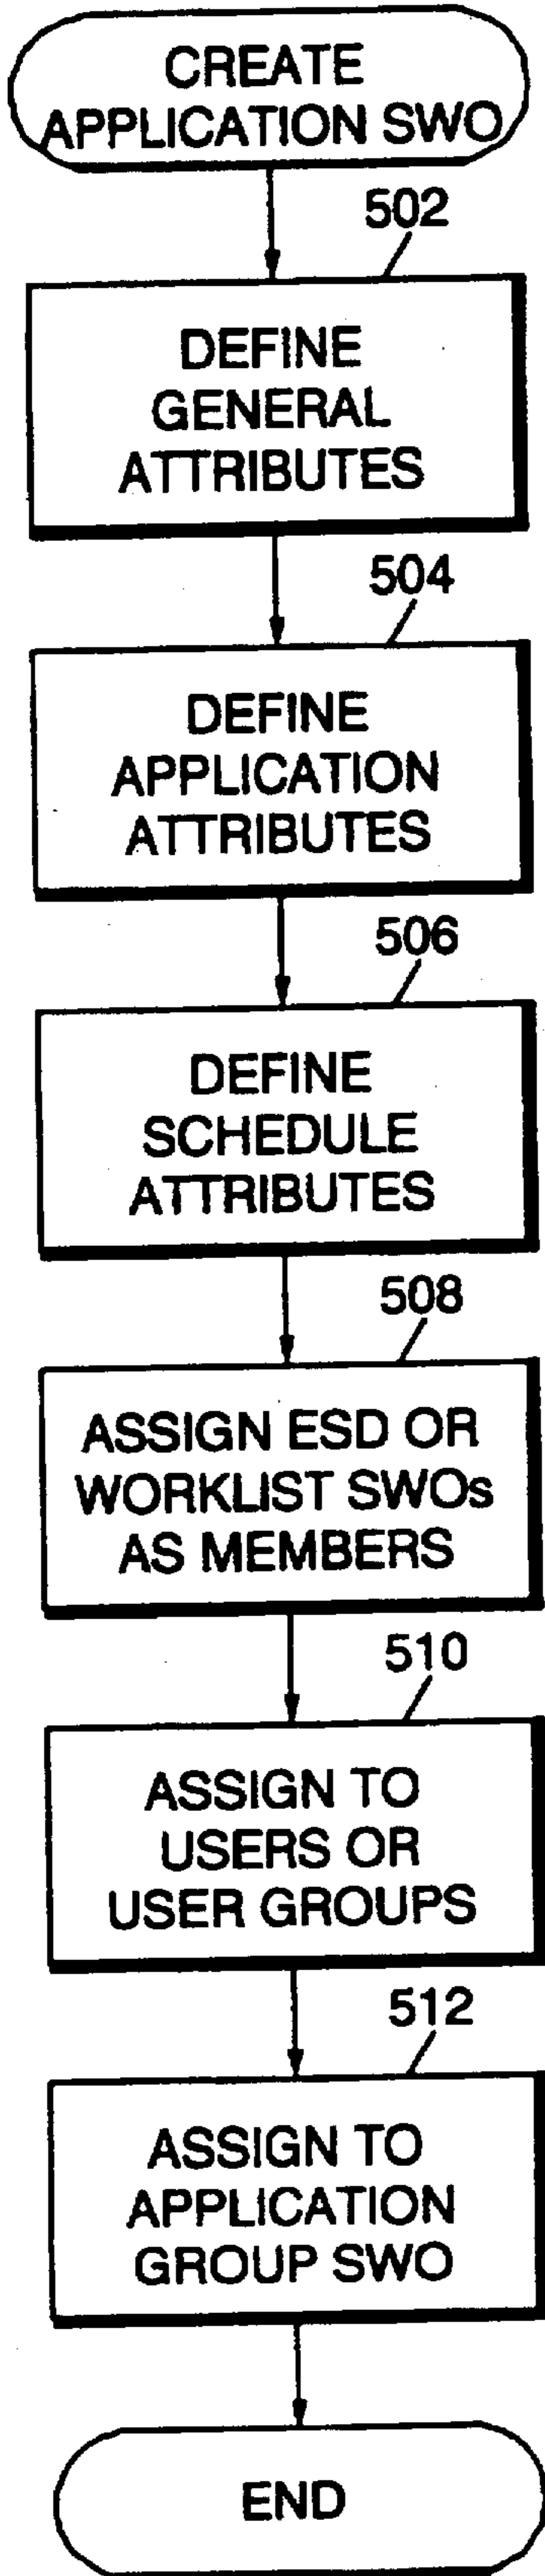 CREATE
APPLICATION SWO
502
DEFINE
GENERAL
ATTRIBUTES
504
DEFINE
APPLICATION
ATTRIBUTES
506
DEFINE
SCHEDULE
ATTRIBUTES
508
ASSIGN ESD OR
WORKLIST SWOs
AS MEMBERS
510
ASSIGN TO
USERS OR
USER GROUPS
512
ASSIGN TO
APPLICATION
GROUP SWO
END